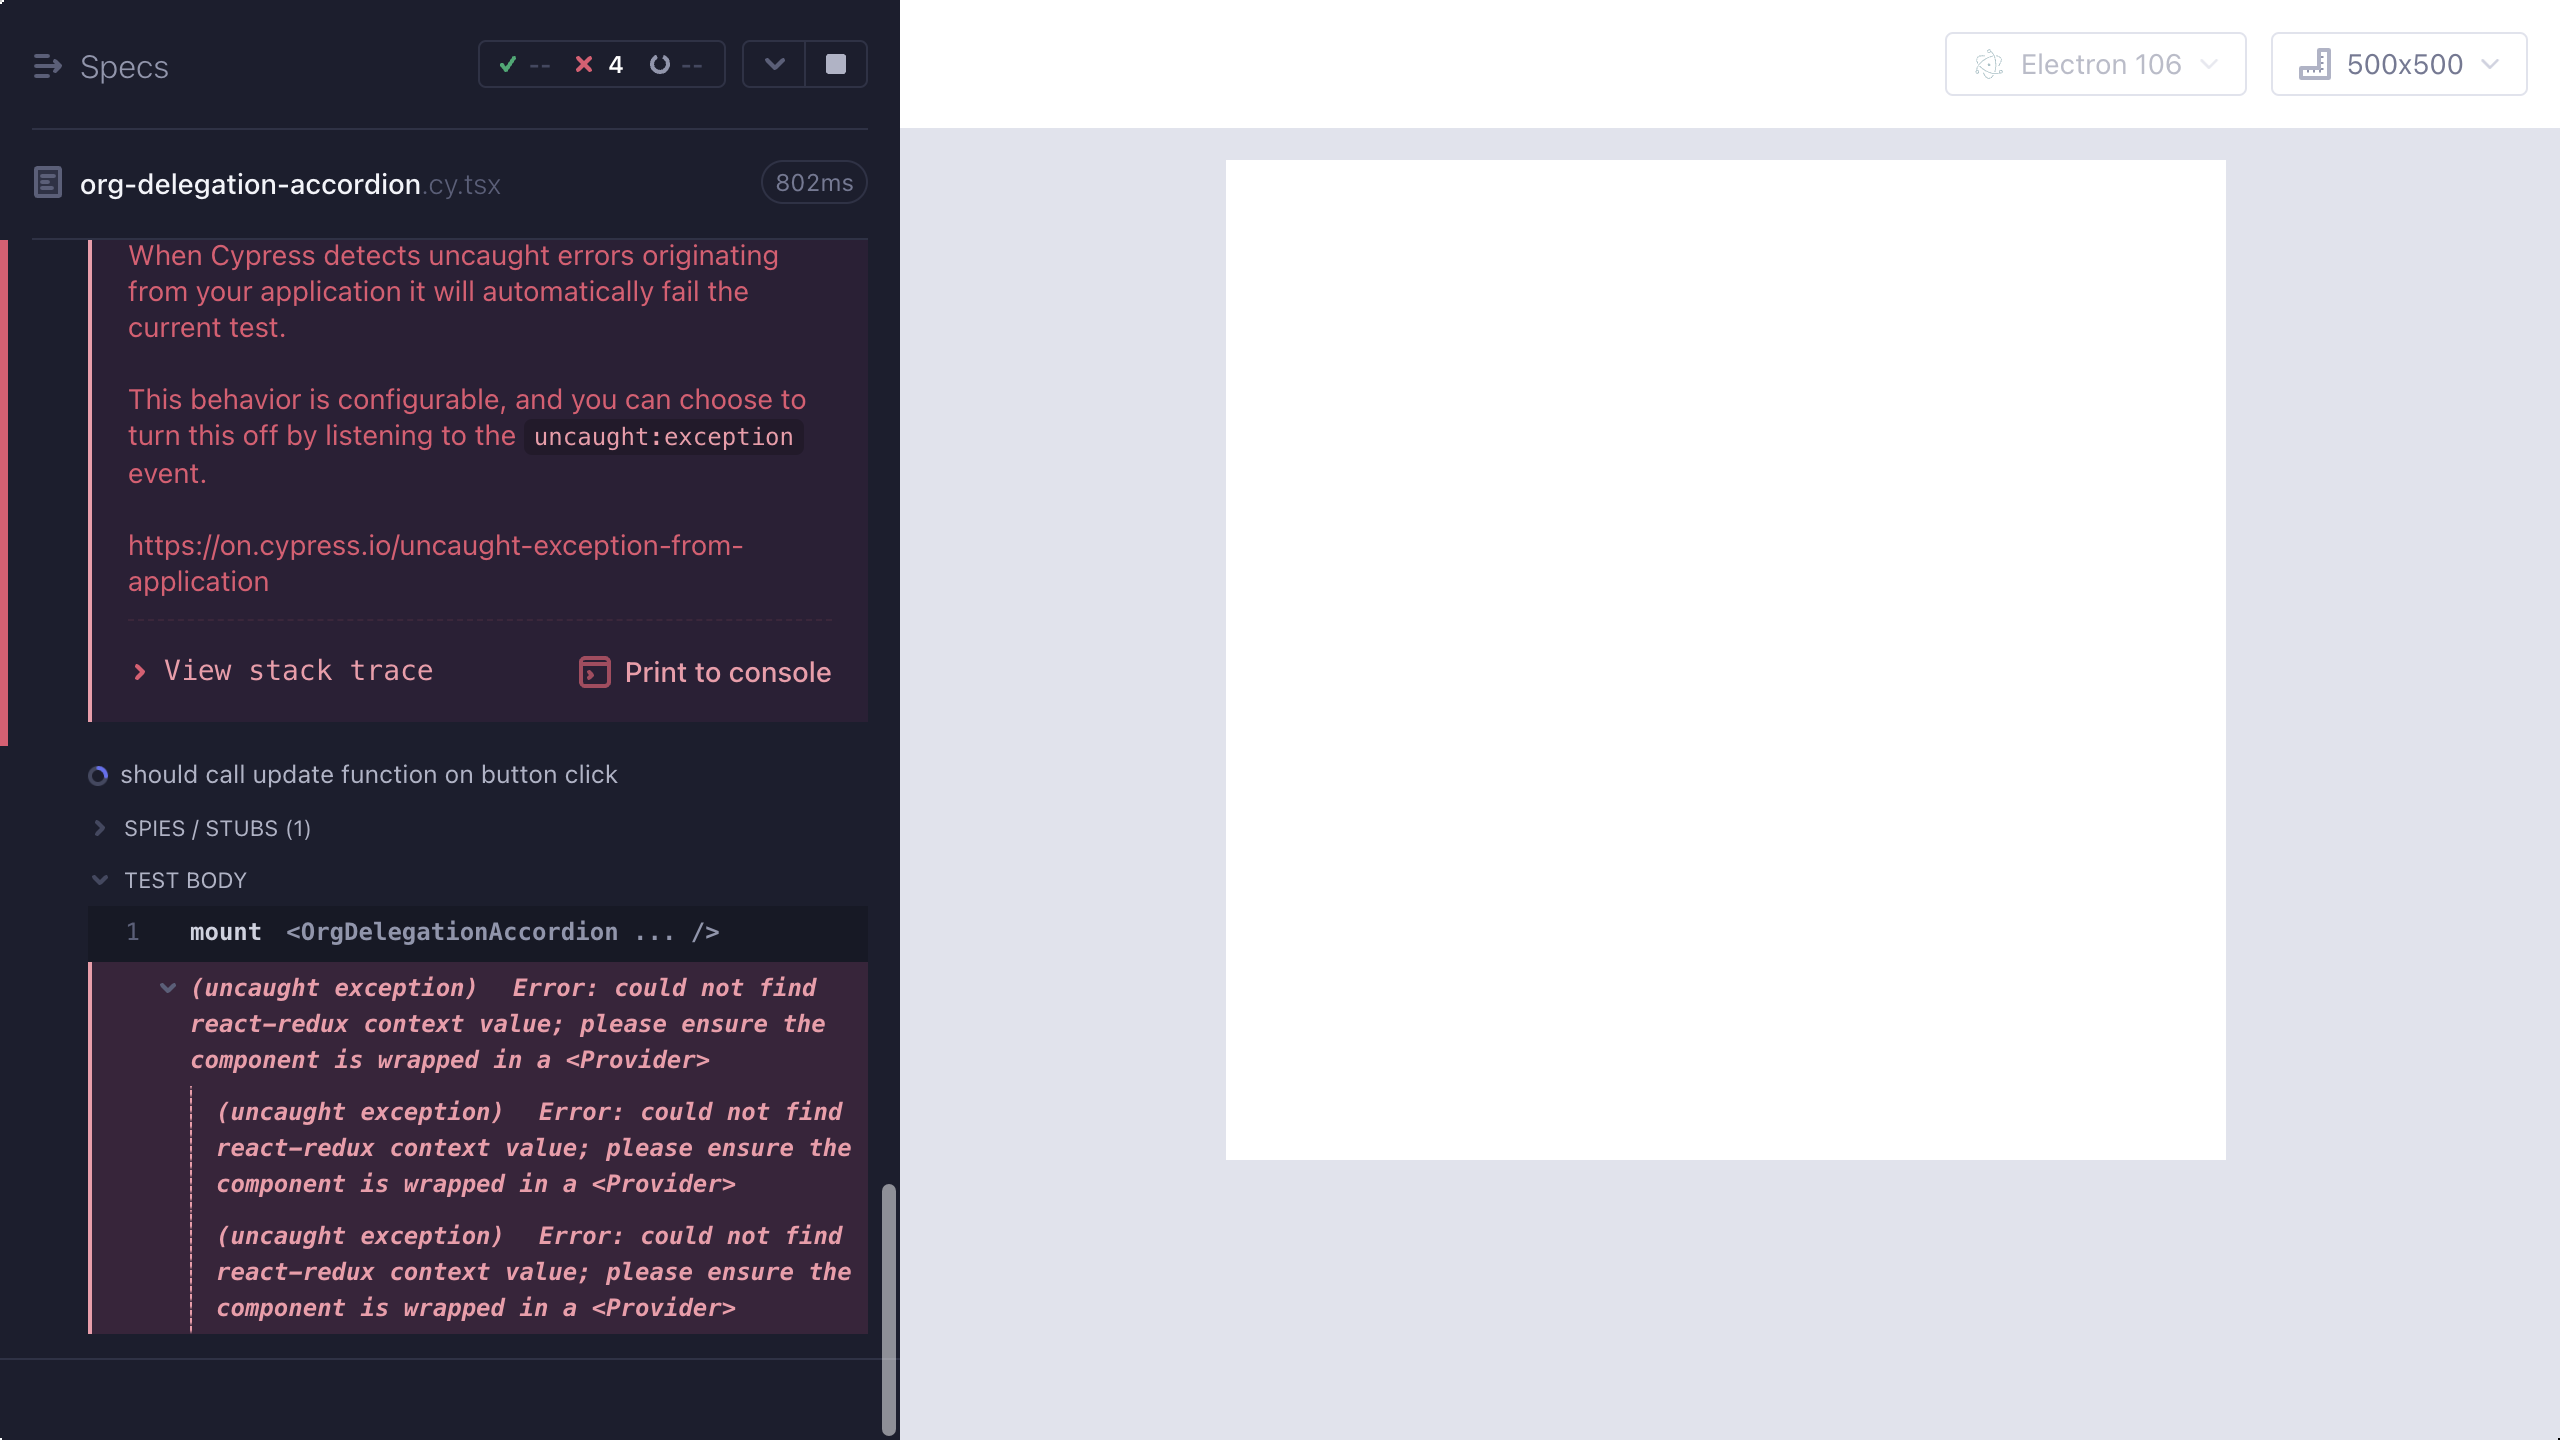 Specs
-- 4 --
org-delegation-accordion.cy.tsx 802ms
When Cypress detects uncaught errors originating
from your application it will automatically fail the
current test.
This behavior is configurable, and you can choose to
turn this off by listening to the uncaught:exception
event.
https://on.cypress.io/uncaught-exception-from-
application
View stack trace Print to console
should call update function on button click
SPIES / STUBS (1)
TEST BODY
1 mount <OrgDelegationAccordion ... />
(uncaught exception) Error: could not find
react-redux context value; please ensure the
component is wrapped in a <Provider>
(uncaught exception) Error: could not find
react-redux context value; please ensure the
component is wrapped in a <Provider>
(uncaught exception) Error: could not find
react-redux context value; please ensure the
component is wrapped in a <Provider>
Electron 106
500x500